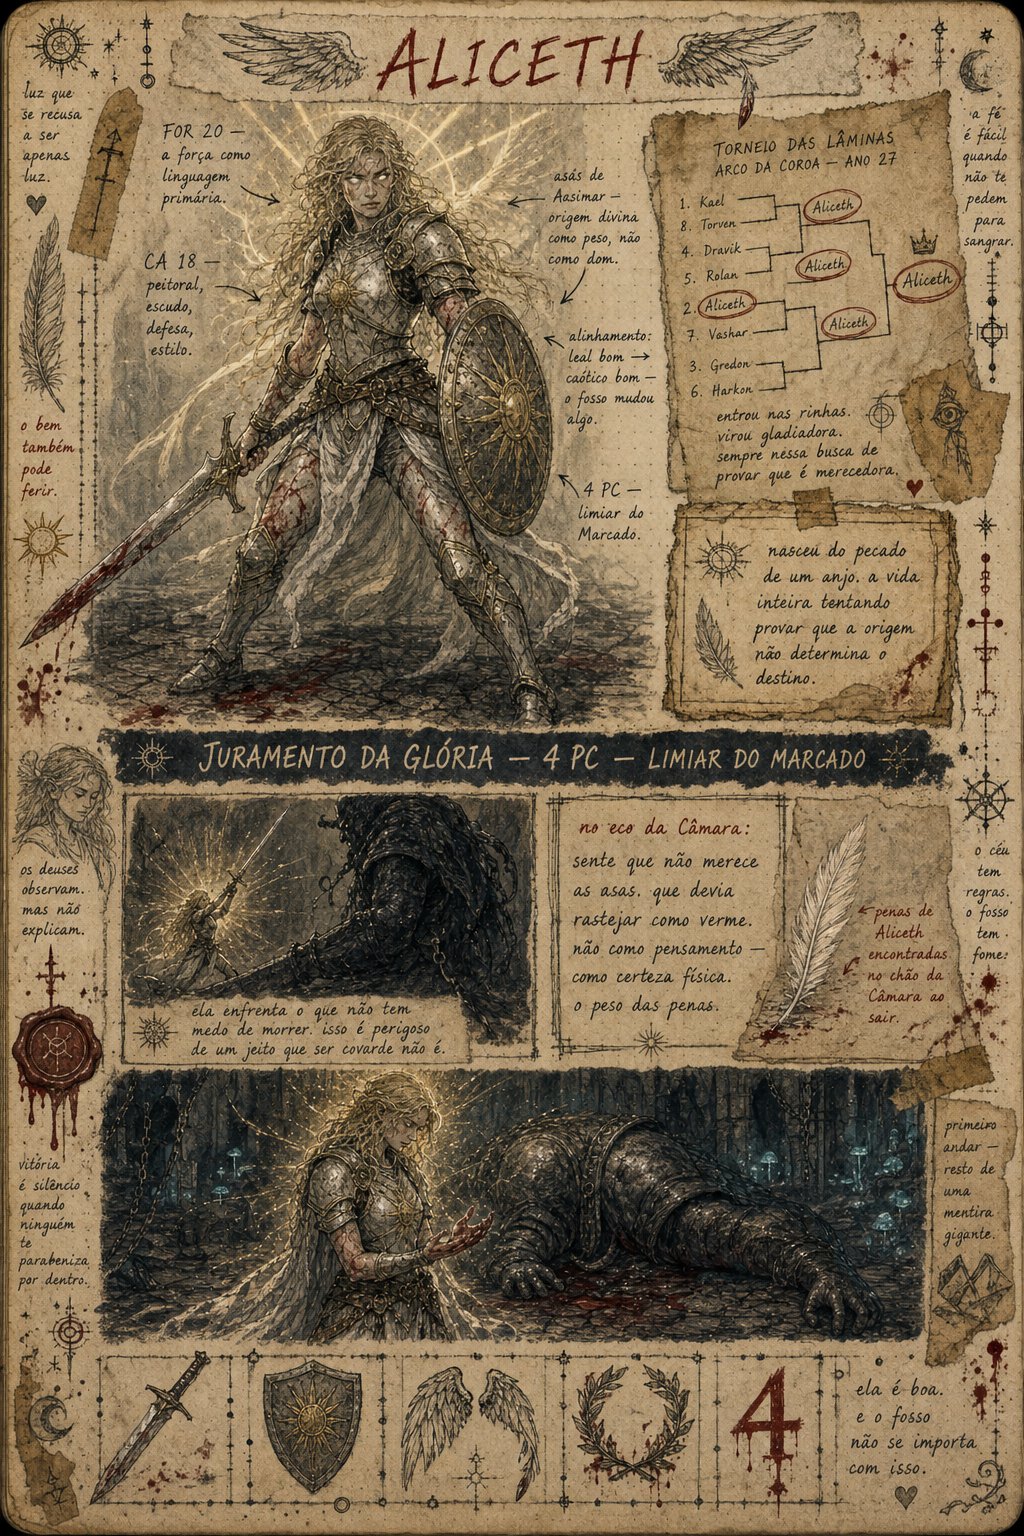 ALICETH
luz que
se recusa
a ser
apenas
luz.
FOR 20 —
a força como
linguagem
primária.
CA 18 —
peitoral,
escudo,
defesa,
estilo.
asas de
Aasimar —
origem divina
como peso, não
como dom.
alinhamento:
leal bom →
caótico bom —
o fosso mudou
algo.
4 PC —
limiar do
Marcado.
TORNEIO DAS LÂMINAS
ARCO DA COROA — ANO 27
1. Kael
8. Torven
4. Dravik
5. Rolan
2. Aliceth
7. Vashar
3. Gredon
6. Harkon
Aliceth
Aliceth
Aliceth
Aliceth
entrou nas rinhas.
virou gladiadora.
sempre nessa busca de
provar que é merecedora.
a fé
é fácil
quando
não te
pedem
para
sangrar.
o bem
também
pode
ferir.
nasceu do pecado
de um anjo. a vida
inteira tentando
provar que a origem
não determina o
destino.
JURAMENTO DA GLÓRIA — 4 PC — LIMIAR DO MARCADO
os deuses
observam.
mas não
explicam.
ela enfrenta o que não tem
medo de morrer. isso é perigoso
de um jeito que ser covarde não é.
no eco da Câmara:
sente que não merece
as asas. que devia
rastejar como verme.
não como pensamento —
como certeza física.
o peso das penas.
penas de
Aliceth
encontradas
no chão da
Câmara ao
sair.
o céu
tem
regras.
o fosso
tem
fome.
vitória
é silêncio
quando
ninguém
te
parabeniza
por dentro.
primeiro
andar —
resto de
uma
mentira
gigante.
4
ela é boa.
e o fosso
não se importa
com isso.